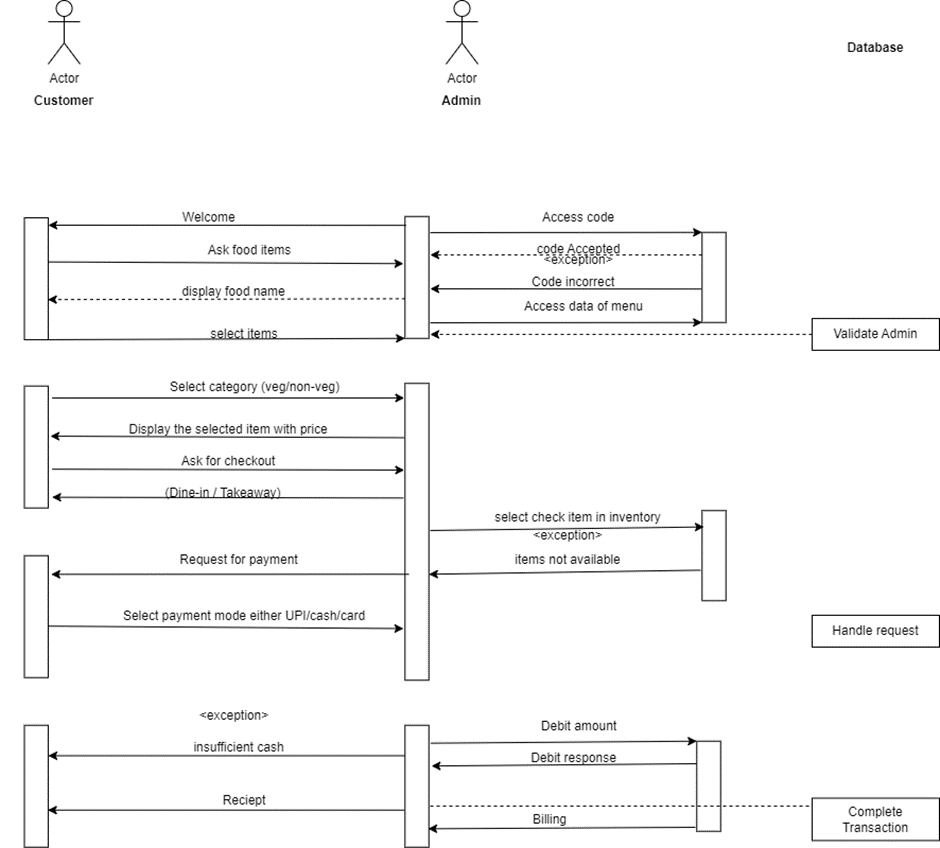 Actor
Customer
Actor
Admin
Database
Welcome
Access code
Ask food items
code Accepted
<exception>
display food name
Code incorrect
Access data of menu
select items
Validate Admin
Select category (veg/non-veg)
Display the selected item with price
Ask for checkout
(Dine-in / Takeaway)
select check item in inventory
<exception>
Request for payment
items not available
Select payment mode either UPI/cash/card
Handle request
<exception>
Debit amount
insufficient cash
Debit response
Reciept
Billing
Complete
Transaction